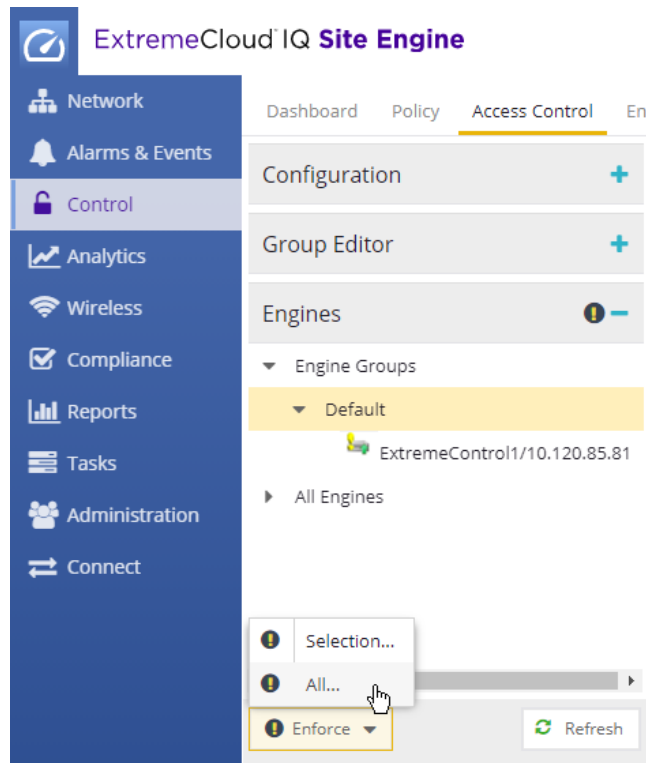 ExtremeCloud IQ Site Engine
Network
Alarms & Events
Control
Analytics
Wireless
Compliance
Reports
Tasks
Administration
Connect
Dashboard Policy Access Control En
Configuration
Group Editor
Engines
Engine Groups
Default
ExtremeControl1/10.120.85.81
All Engines
Selection...
All...
Enforce
Refresh